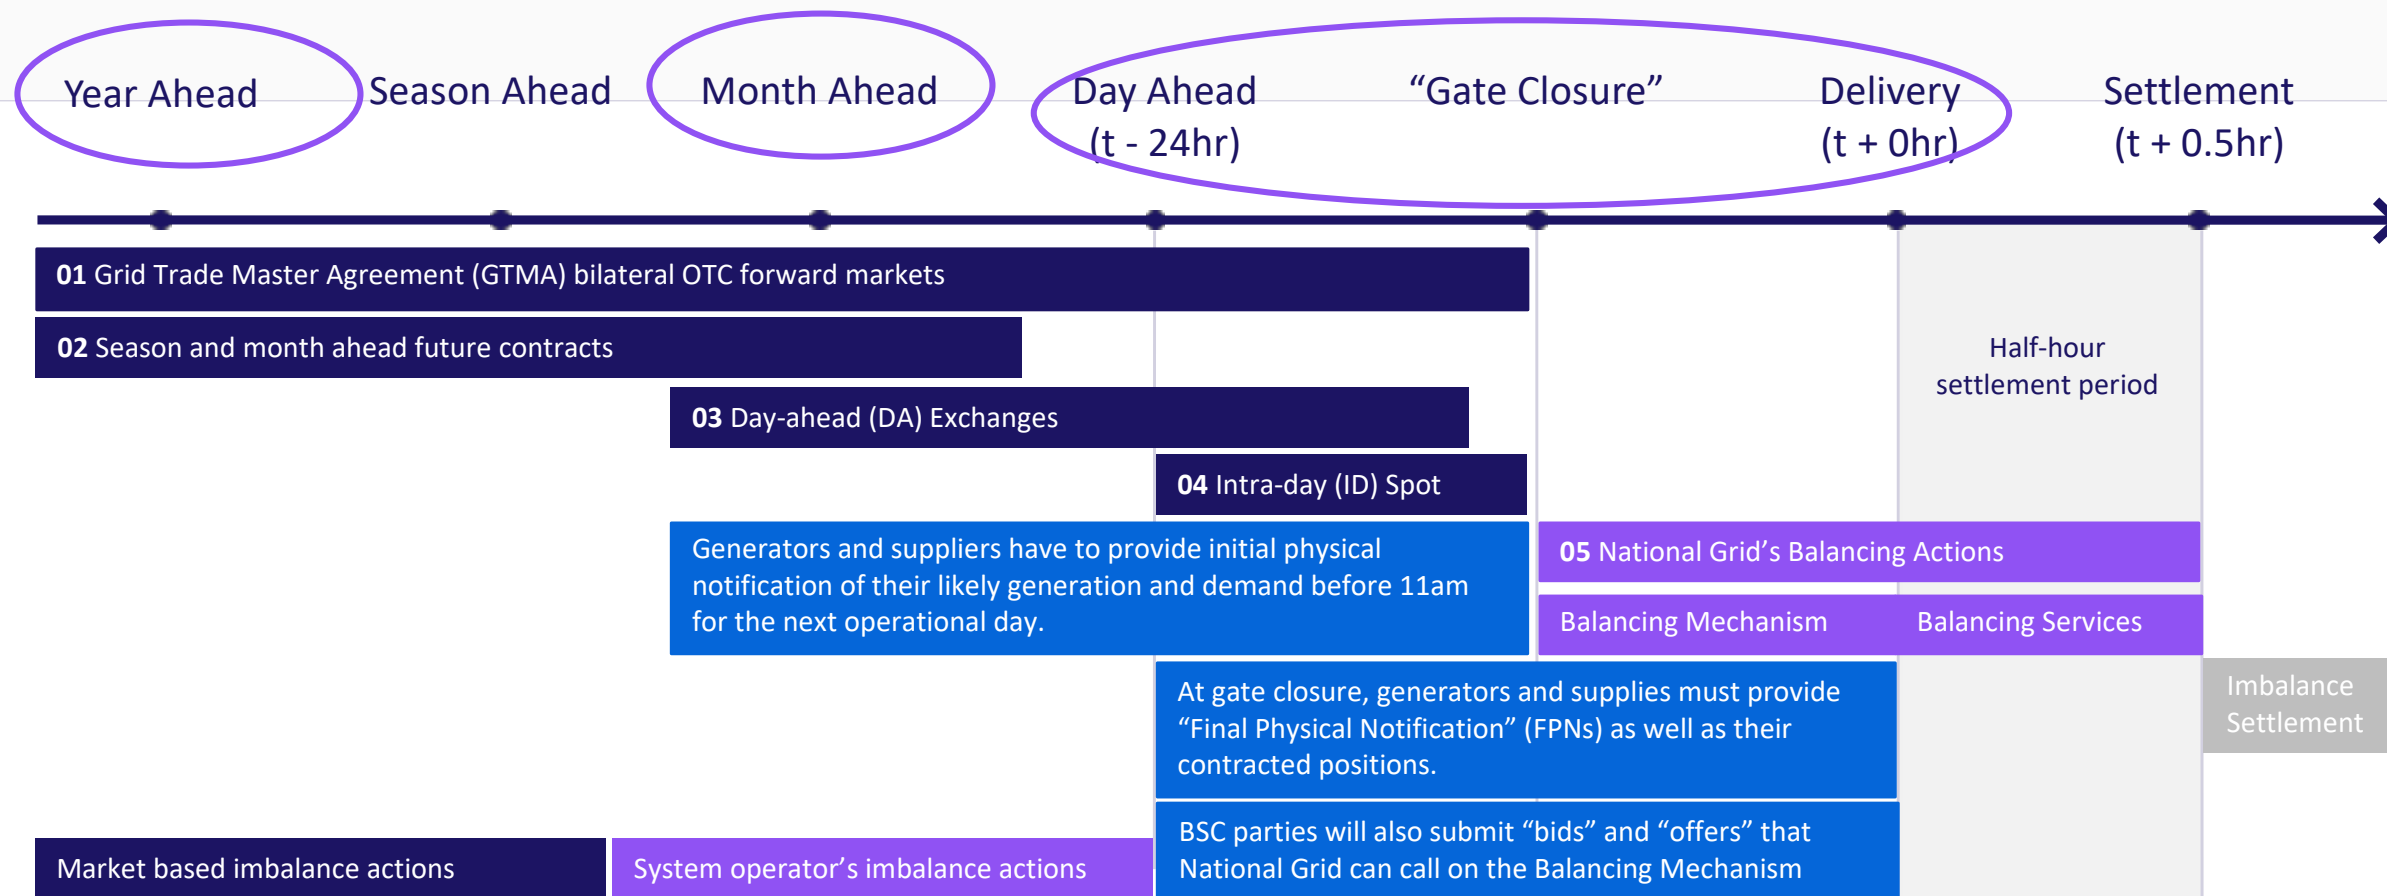 Year Ahead
Season Ahead
Month Ahead
Day Ahead
(t - 24hr)
“Gate Closure”
Delivery
(t + 0hr)
Settlement
(t + 0.5hr)
01 Grid Trade Master Agreement (GTMA) bilateral OTC forward markets
02 Season and month ahead future contracts
Half-hour
settlement period
03 Day-ahead (DA) Exchanges
04 Intra-day (ID) Spot
Generators and suppliers have to provide initial physical
notification of their likely generation and demand before 11am
for the next operational day.
05 National Grid’s Balancing Actions
Balancing Mechanism
Balancing Services
At gate closure, generators and supplies must provide
“Final Physical Notification” (FPNs) as well as their
contracted positions.
Imbalance
Settlement
BSC parties will also submit “bids” and “offers” that
National Grid can call on the Balancing Mechanism
Market based imbalance actions
System operator’s imbalance actions